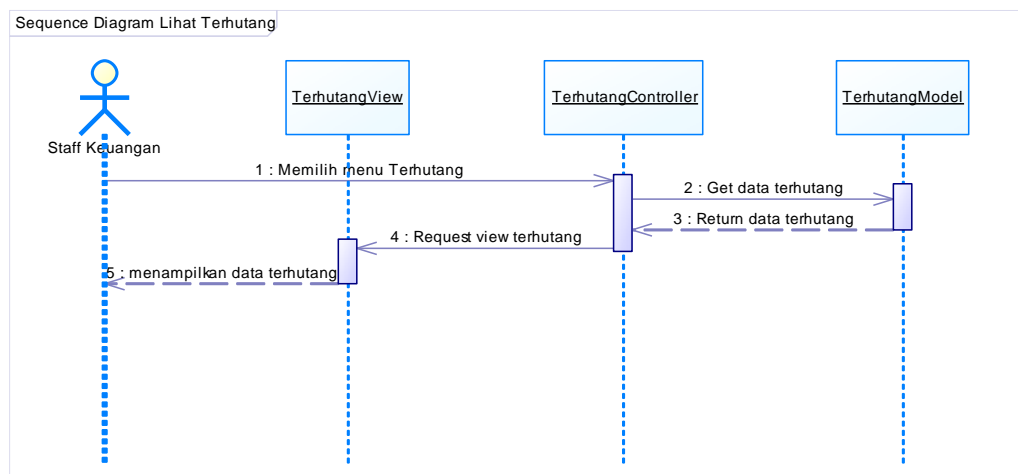 Sequence Diagram Lihat Terhutang
TerhutangView
TerhutangController
TerhutangModel
Staff Keuangan
1 : Memilih menu Terhutang
2 : Get data terhutang
3 : Return data terhutang
4 : Request view terhutang
5 : menampilkan data terhutang